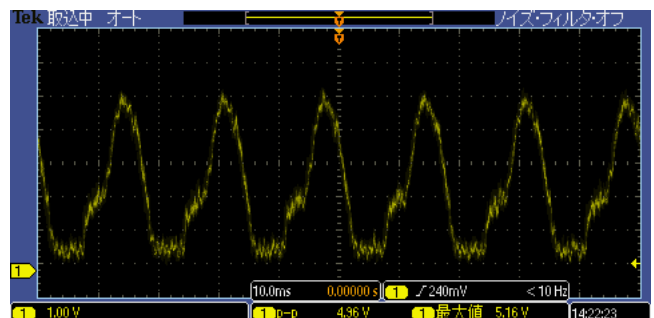 Tek 取込中 オート ノイズ・フィルタ・オフ
1
10.0ms 0.00000 s 1 240mV < 10 Hz
1 1.00 V 1 p-p 4.96 V 1 最大値 5.16 V 14:22:23